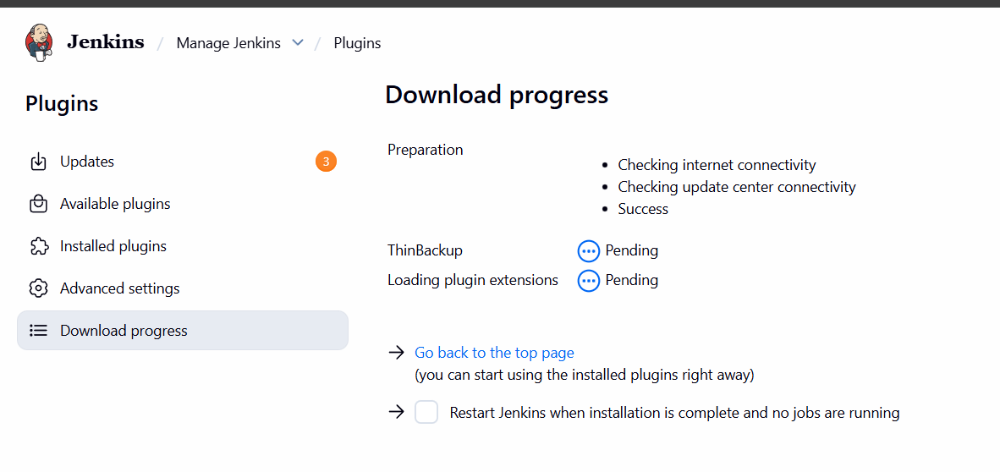 Jenkins / Manage Jenkins / Plugins
Plugins
Updates 3
Available plugins
Installed plugins
Advanced settings
Download progress
Download progress
Preparation
Checking internet connectivity
Checking update center connectivity
Success
ThinBackup Pending
Loading plugin extensions Pending
Go back to the top page
(you can start using the installed plugins right away)
Restart Jenkins when installation is complete and no jobs are running